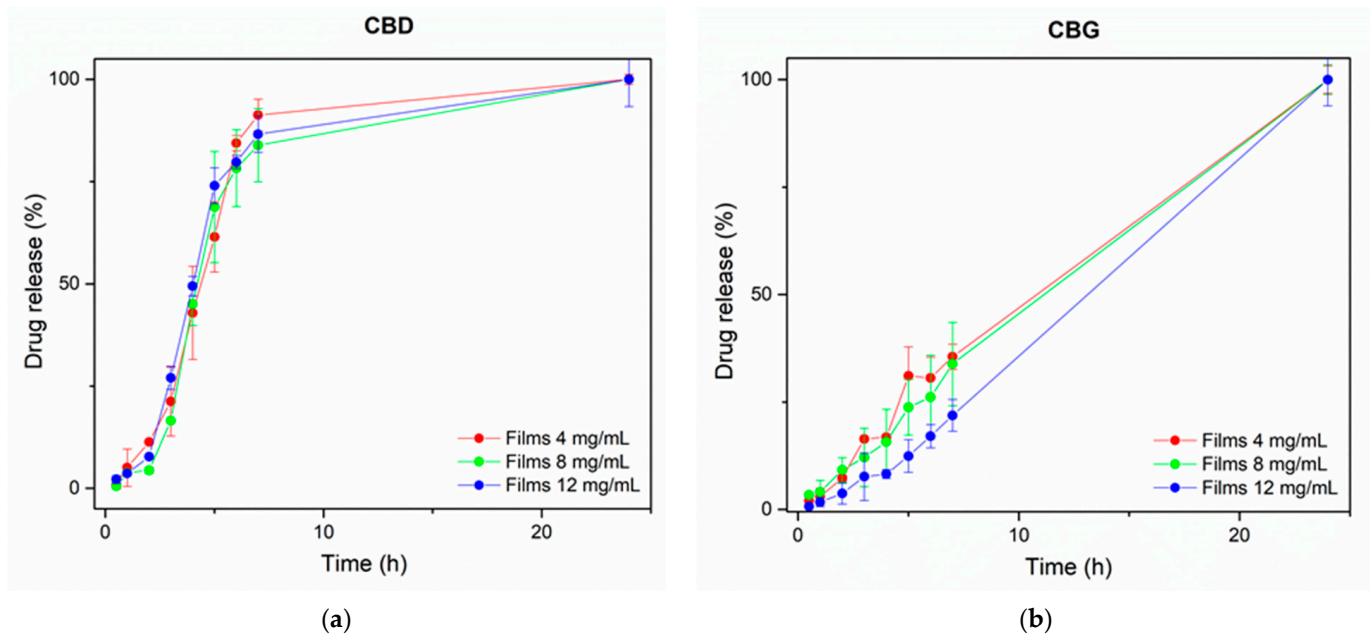 CBD
100
50
0
Drug release (%)
Films 4 mg/mL
Films 8 mg/mL
Films 12 mg/mL
0
10
20
Time (h)
(a)
CBG
100
50
0
Drug release (%)
Films 4 mg/mL
Films 8 mg/mL
Films 12 mg/mL
0
10
20
Time (h)
(b)